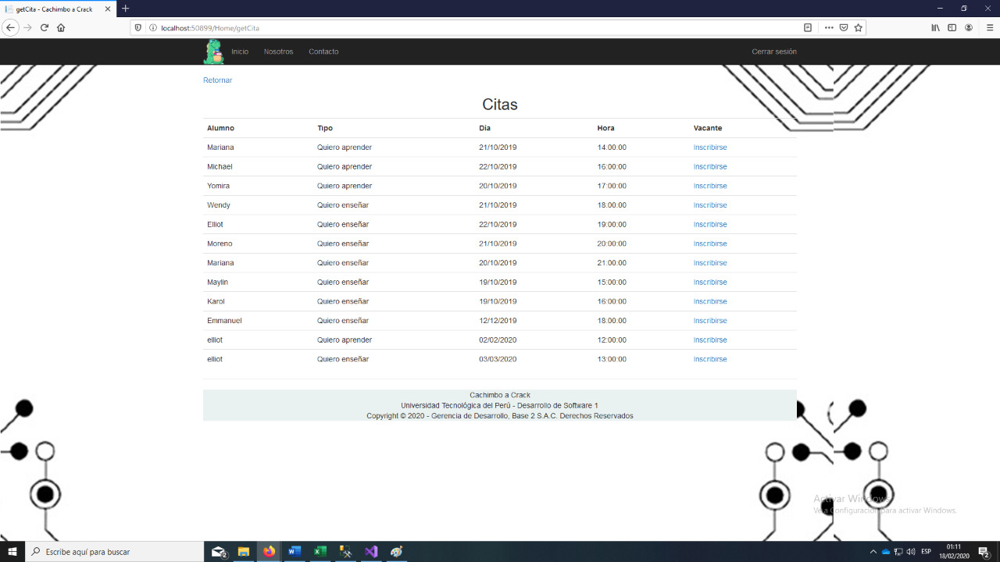 getCita - Cachimbo a Crack
localhost:50899/Home/getCita
Inicio Nosotros Contacto Cerrar sesión
Retornar
Citas
Alumno Tipo Día Hora Vacante
Mariana Quiero aprender 21/10/2019 14:00:00 Inscribirse
Michael Quiero aprender 22/10/2019 16:00:00 Inscribirse
Yomira Quiero aprender 20/10/2019 17:00:00 Inscribirse
Wendy Quiero enseñar 21/10/2019 18:00:00 Inscribirse
Elliot Quiero enseñar 22/10/2019 19:00:00 Inscribirse
Moreno Quiero enseñar 21/10/2019 20:00:00 Inscribirse
Mariana Quiero enseñar 20/10/2019 21:00:00 Inscribirse
Maylin Quiero enseñar 19/10/2019 15:00:00 Inscribirse
Karol Quiero enseñar 19/10/2019 16:00:00 Inscribirse
Emmanuel Quiero enseñar 12/12/2019 18:00:00 Inscribirse
elliot Quiero aprender 02/02/2020 12:00:00 Inscribirse
elliot Quiero enseñar 03/03/2020 13:00:00 Inscribirse
Cachimbo a Crack
Universidad Tecnológica del Perú - Desarrollo de Software 1
Copyright © 2020 - Gerencia de Desarrollo, Base 2 S.A.C. Derechos Reservados
Activar Windows
Ve a Configuración para activar Windows.
Escribe aquí para buscar
2
ESP
01:11
18/02/2020
2